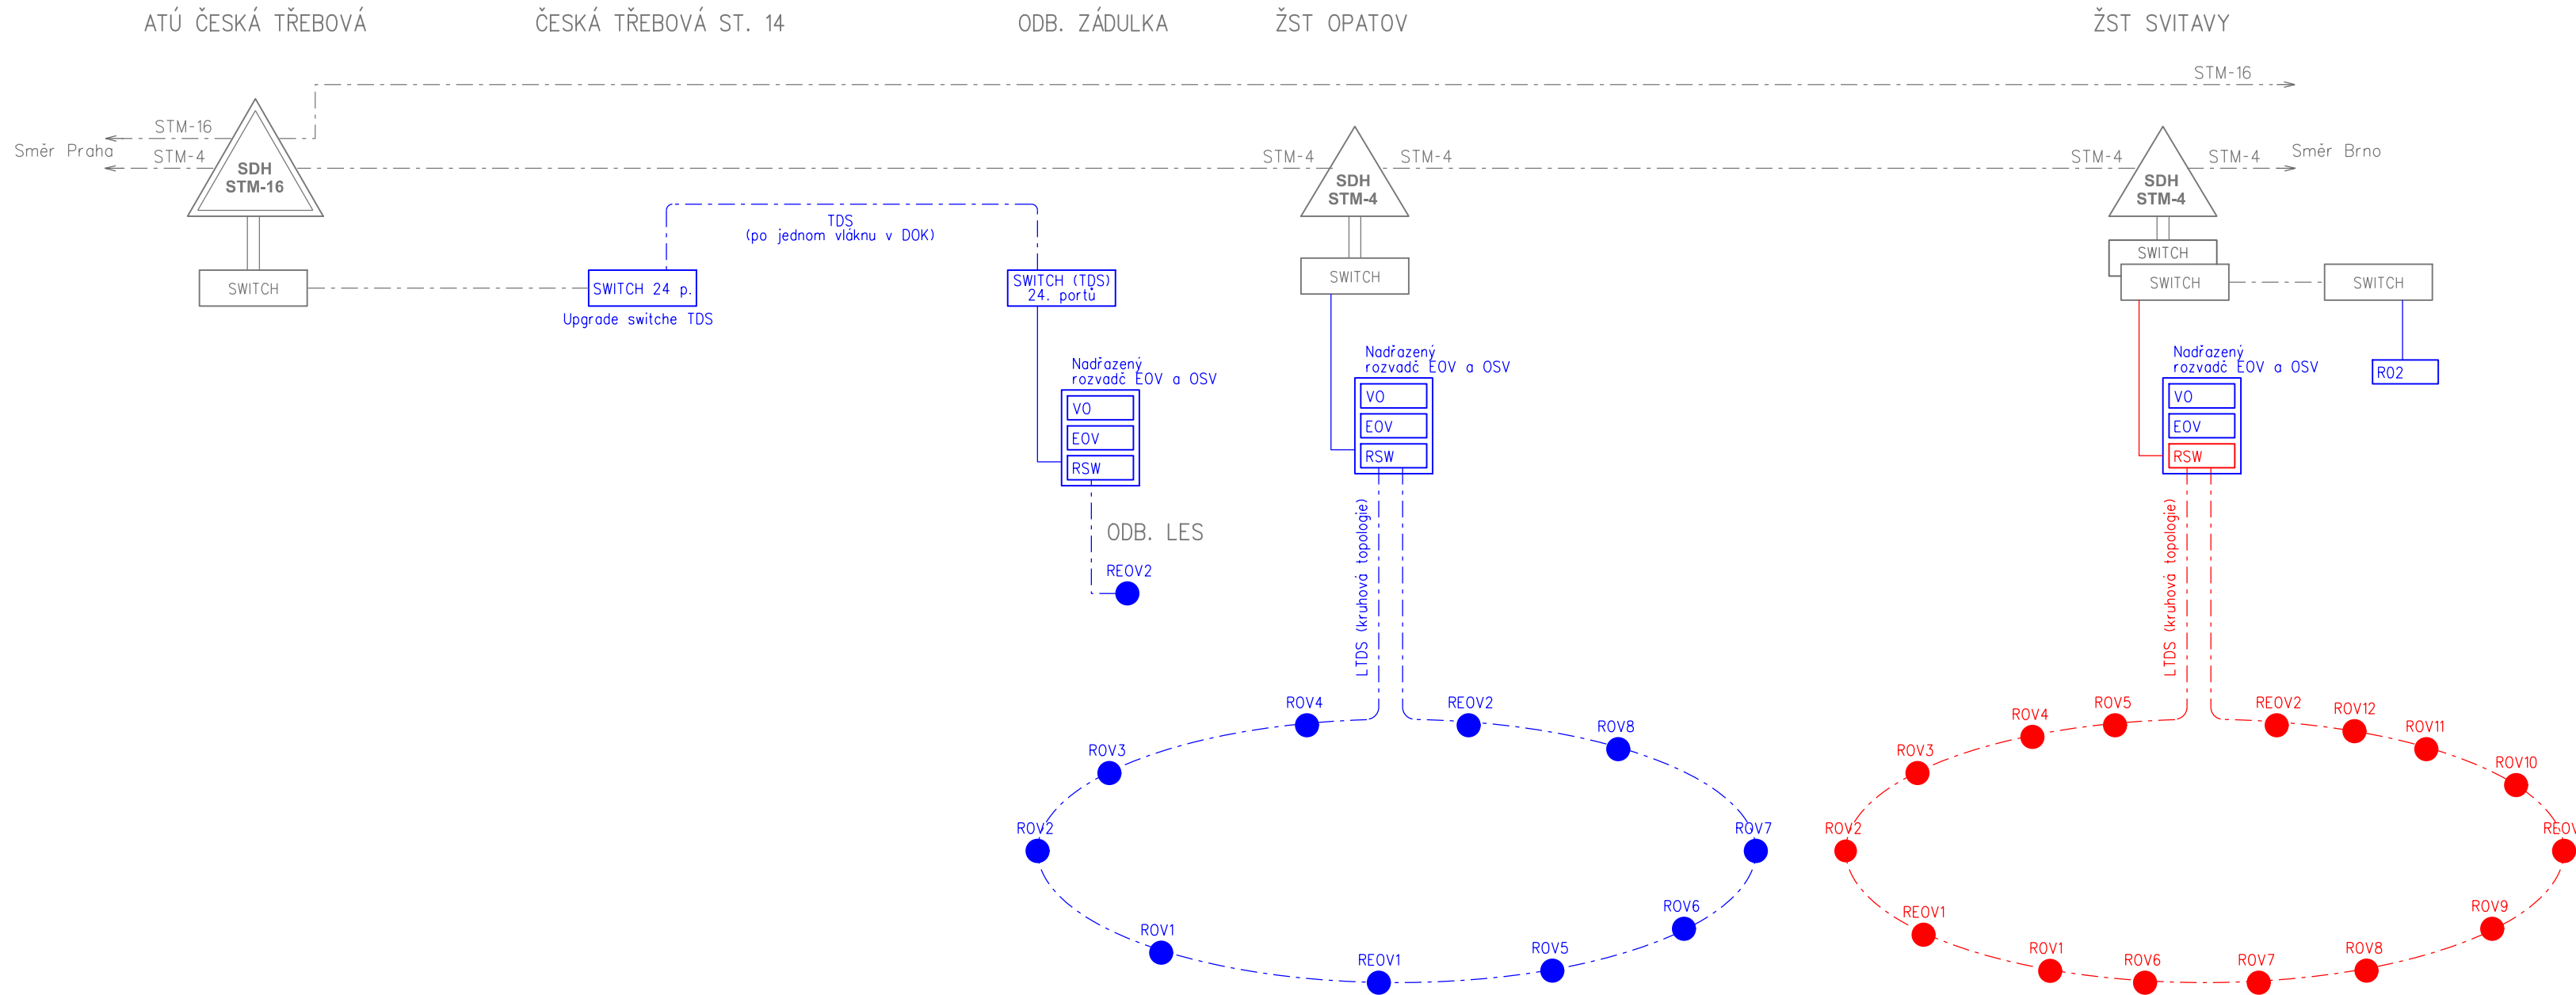 ATÚ ČESKÁ TŘEBOVÁ
ČESKÁ TŘEBOVÁ ST. 14
ODB. ZÁDULKA
ŽST OPATOV
ŽST SVITAVY
STM-16
STM-16
Směr Praha
STM-4
SDH
STM-16
STM-4
STM-4
SDH
STM-4
STM-4
STM-4
Směr Brno
SDH
STM-4
TDS
(po jednom vláknu v DOK)
SWITCH
SWITCH 24 p.
Upgrade switche TDS
SWITCH (TDS)
24. portů
SWITCH
SWITCH
SWITCH
SWITCH
Nadřazený
rozvadč EOV a OSV
VO
EOV
RSW
Nadřazený
rozvadč EOV a OSV
VO
EOV
RSW
Nadřazený
rozvadč EOV a OSV
VO
EOV
RSW
RO2
ODB. LES
REOV2
LTDS (kruhová topologie)
LTDS (kruhová topologie)
ROV4
REOV2
ROV8
ROV3
ROV2
ROV7
ROV1
REOV1
ROV5
ROV6
ROV5
ROV4
ROV3
REOV2
ROV12
ROV11
ROV10
ROV2
REOV1
ROV1
ROV6
ROV7
ROV8
ROV9